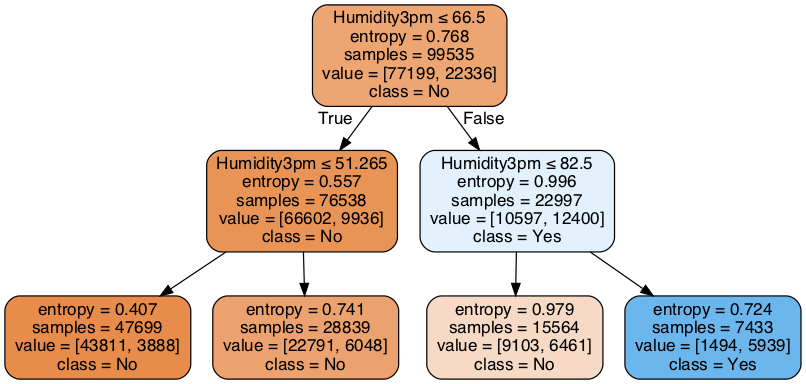 Humidity3pm ≤ 66.5
entropy = 0.768
samples = 99535
value = [77199, 22336]
class = No
True
False
Humidity3pm ≤ 51.265
entropy = 0.557
samples = 76538
value = [66602, 9936]
class = No
Humidity3pm ≤ 82.5
entropy = 0.996
samples = 22997
value = [10597, 12400]
class = Yes
entropy = 0.407
samples = 47699
value = [43811, 3888]
class = No
entropy = 0.741
samples = 28839
value = [22791, 6048]
class = No
entropy = 0.979
samples = 15564
value = [9103, 6461]
class = No
entropy = 0.724
samples = 7433
value = [1494, 5939]
class = Yes